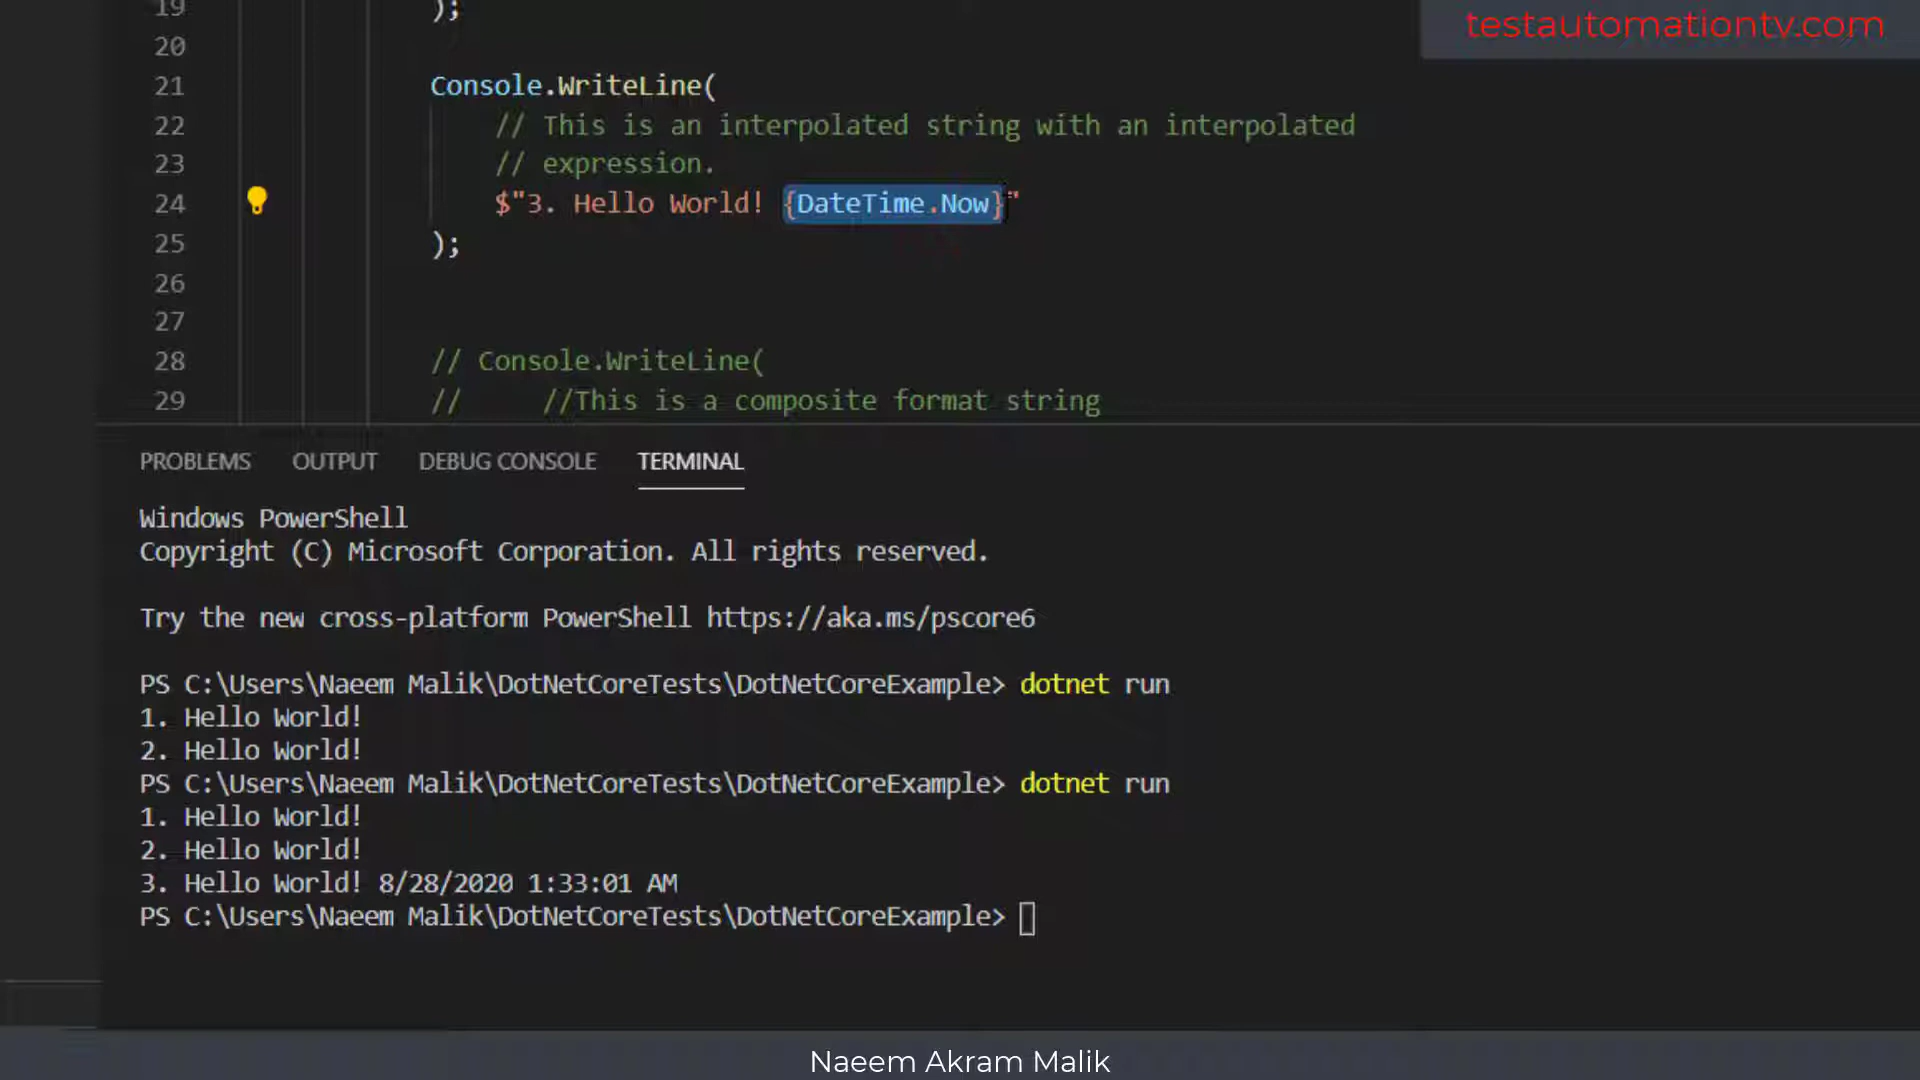 testautomationtv.com
19 );
20
21 Console.WriteLine(
22 // This is an interpolated string with an interpolated
23 // expression.
24 $"3. Hello World! {DateTime.Now}"
25 );
26
27
28 // Console.WriteLine(
29 // //This is a composite format string
PROBLEMS OUTPUT DEBUG CONSOLE TERMINAL
Windows PowerShell
Copyright (C) Microsoft Corporation. All rights reserved.
Try the new cross-platform PowerShell https://aka.ms/pscore6
PS C:\Users\Naeem Malik\DotNetCoreTests\DotNetCoreExample> dotnet run
1. Hello World!
2. Hello World!
PS C:\Users\Naeem Malik\DotNetCoreTests\DotNetCoreExample> dotnet run
1. Hello World!
2. Hello World!
3. Hello World! 8/28/2020 1:33:01 AM
PS C:\Users\Naeem Malik\DotNetCoreTests\DotNetCoreExample>
Naeem Akram Malik